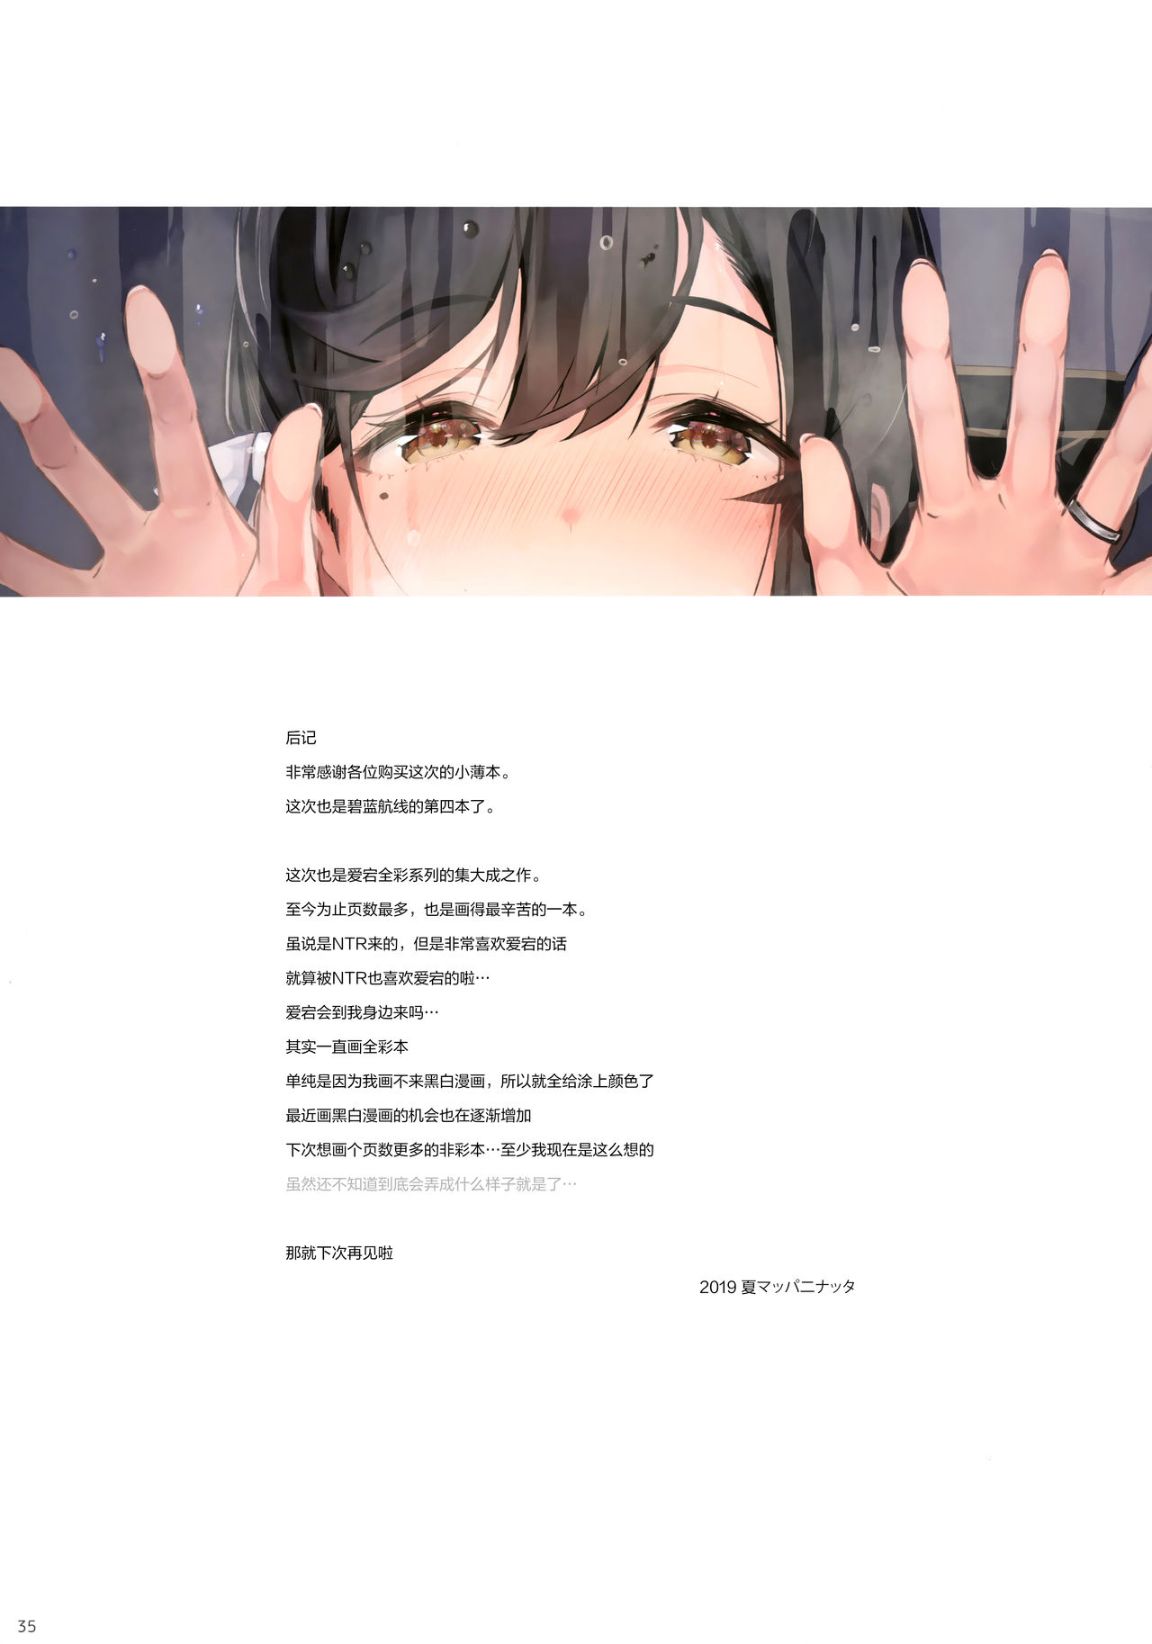 后记
非常感谢各位购买这次的小薄本。
这次也是碧蓝航线的第四本了。
这次也是爱宕全彩系列的集大成之作。
至今为止页数最多，也是画得最辛苦的一本。
虽说是NTR来的，但是非常喜欢爱宕的话
就算被NTR也喜欢爱宕的啦…
爱宕会到我身边来吗…
其实一直画全彩本
单纯是因为我画不来黑白漫画，所以就全给涂上颜色了
最近画黑白漫画的机会也在逐渐增加
下次想画个页数更多的非彩本…至少我现在是这么想的
虽然还不知道到底会弄成什么样子就是了…
那就下次再见啦
2019 夏マッパニナッタ
35